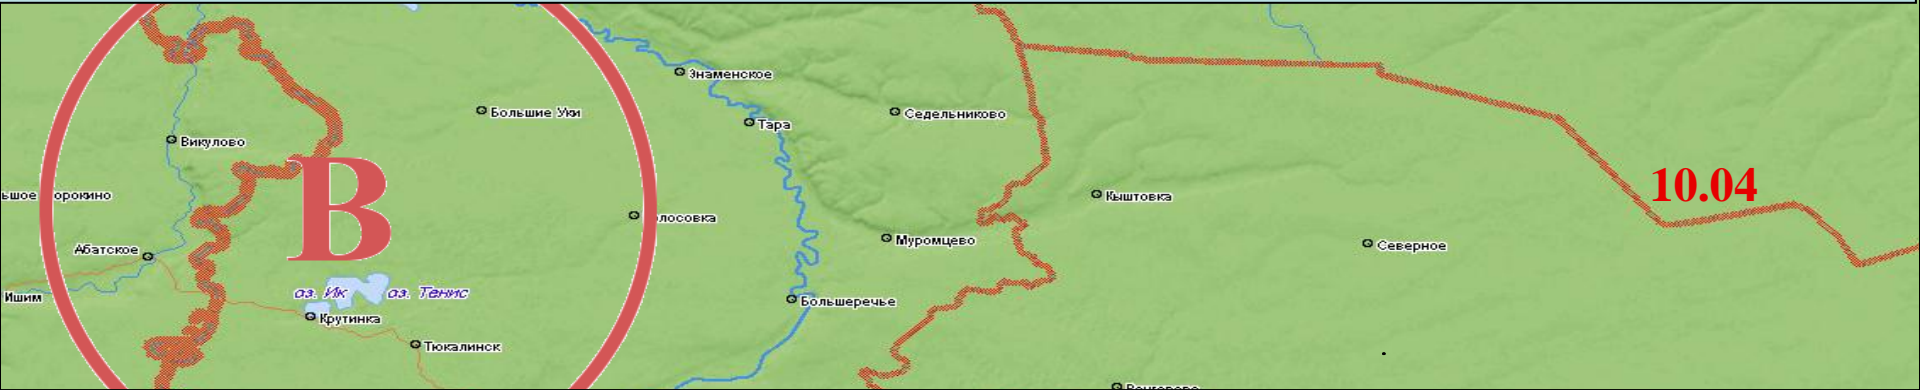 Знаменское
Большие Уки
Седельниково
Тара
Викулово
10.04
В
Кыштовка
лосовка
Абатское
Муромцево
Северное
оз. Ик
оз. Тенис
Ишим
Большеречье
Крутинка
Тюкалинск